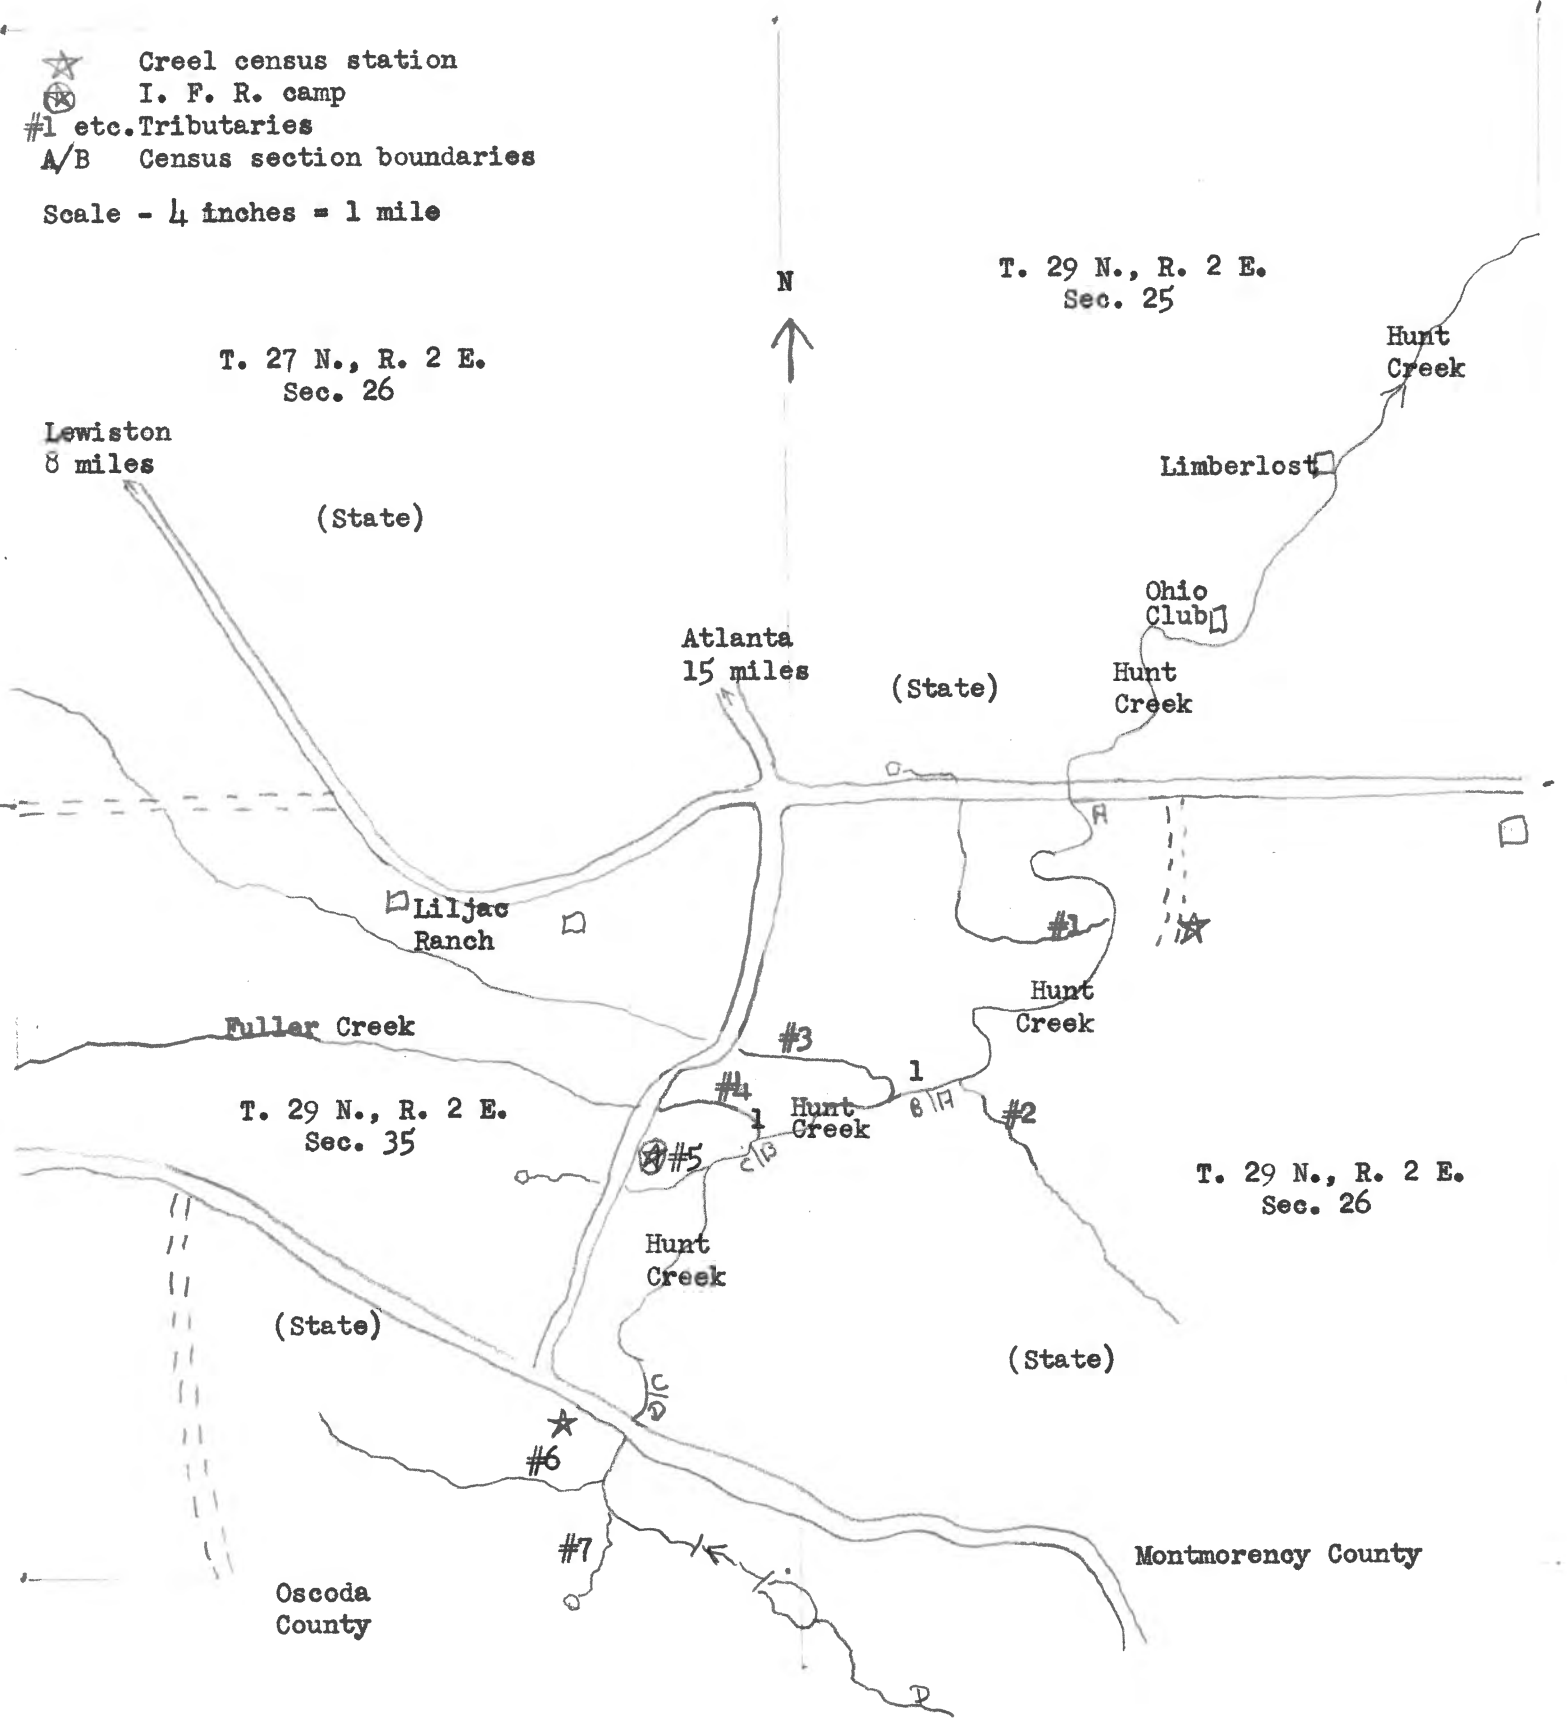 Creel census station
I. F. R. camp
#1 etc. Tributaries
A/B Census section boundaries
Scale - 4 inches = 1 mile
N
T. 29 N., R. 2 E.
Sec. 25
Hunt
Creek
T. 27 N., R. 2 E.
Sec. 26
Lewiston
8 miles
Limberlost
(State)
Ohio
Club
Atlanta
15 miles
(State)
Hunt
Creek
A
Liljac
Ranch
#1
Hunt
Creek
Fuller Creek
#3
1
B A
#4
1
Hunt
Creek
#2
T. 29 N., R. 2 E.
Sec. 35
#5
C B
T. 29 N., R. 2 E.
Sec. 26
Hunt
Creek
(State)
(State)
C
D
#6
#7
Montmorency County
Oscoda
County
D